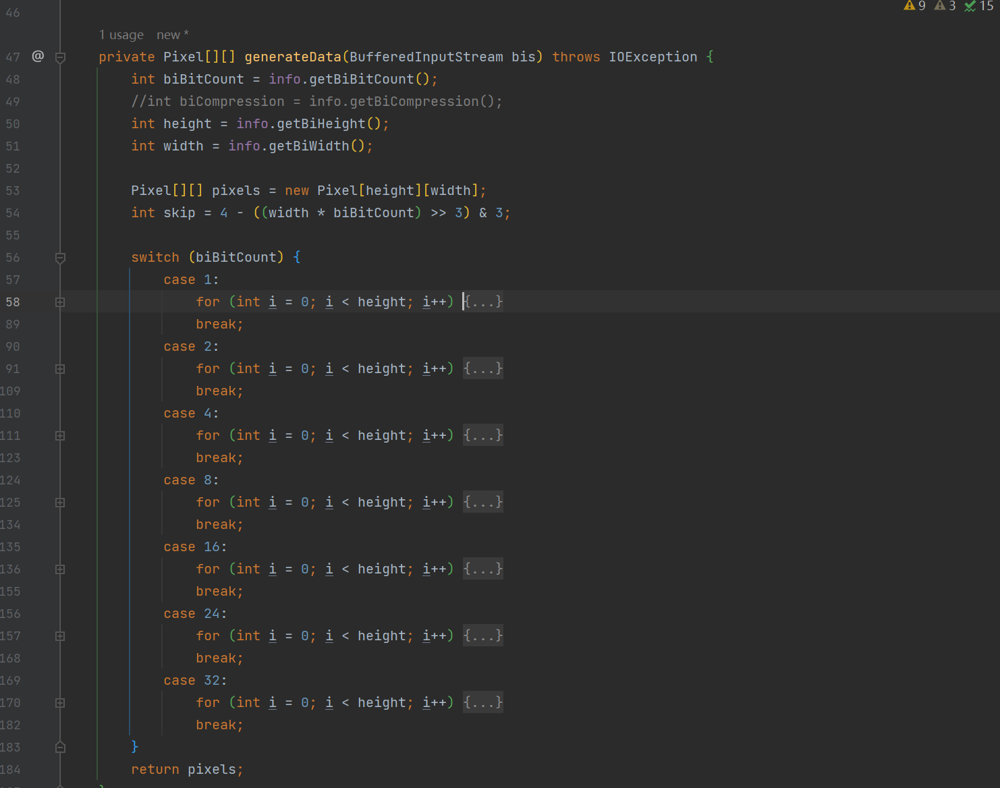 9 3 15
46
1 usage new *
47 @ private Pixel[][] generateData(BufferedInputStream bis) throws IOException {
48 int biBitCount = info.getBiBitCount();
49 //int biCompression = info.getBiCompression();
50 int height = info.getBiHeight();
51 int width = info.getBiWidth();
52
53 Pixel[][] pixels = new Pixel[height][width];
54 int skip = 4 - ((width * biBitCount) >> 3) & 3;
55
56 switch (biBitCount) {
57 case 1:
58 for (int i = 0; i < height; i++) {...}
89 break;
90 case 2:
91 for (int i = 0; i < height; i++) {...}
109 break;
110 case 4:
111 for (int i = 0; i < height; i++) {...}
123 break;
124 case 8:
125 for (int i = 0; i < height; i++) {...}
134 break;
135 case 16:
136 for (int i = 0; i < height; i++) {...}
155 break;
156 case 24:
157 for (int i = 0; i < height; i++) {...}
168 break;
169 case 32:
170 for (int i = 0; i < height; i++) {...}
182 break;
183 }
184 return pixels;